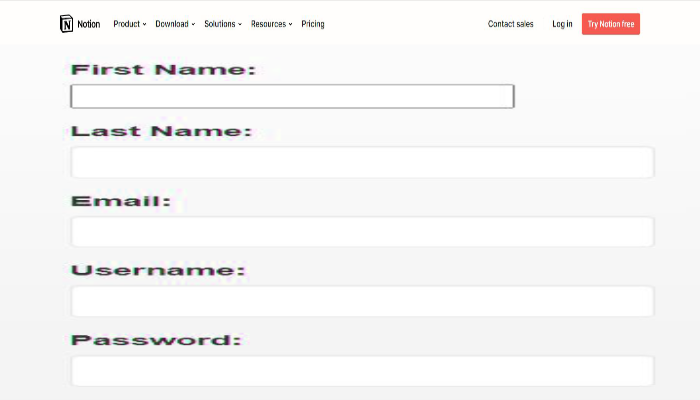 Notion Product Download Solutions Resources Pricing Contact sales Log in Try Notion free
First Name:
Last Name:
Email:
Username:
Password: